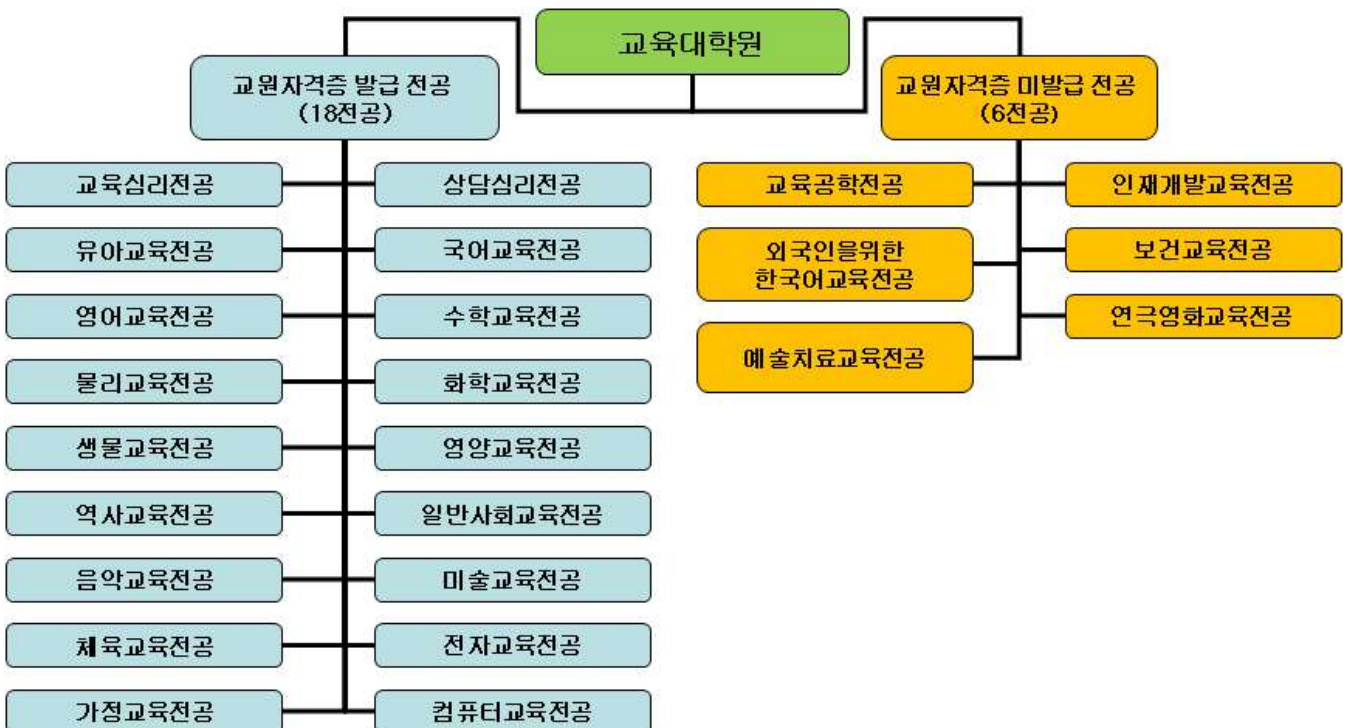 교육대학원
교원자격증 발급 전공
(18전공)
교원자격증 미발급 전공
(6전공)
교육심리전공
상담심리전공
유아교육전공
국어교육전공
영어교육전공
수학교육전공
물리교육전공
화학교육전공
생물교육전공
영양교육전공
역사교육전공
일반사회교육전공
음악교육전공
미술교육전공
체육교육전공
전자교육전공
가정교육전공
컴퓨터교육전공
교육공학전공
인재개발교육전공
외국인을위한
한국어교육전공
보건교육전공
예술치료교육전공
연극영화교육전공